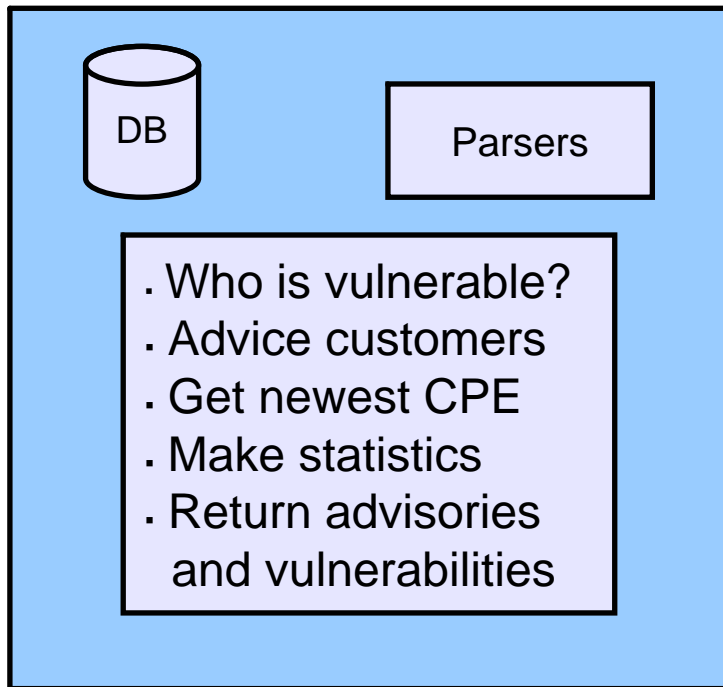 DB
Parsers
. Who is vulnerable?
. Advice customers
. Get newest CPE
. Make statistics
. Return advisories
and vulnerabilities